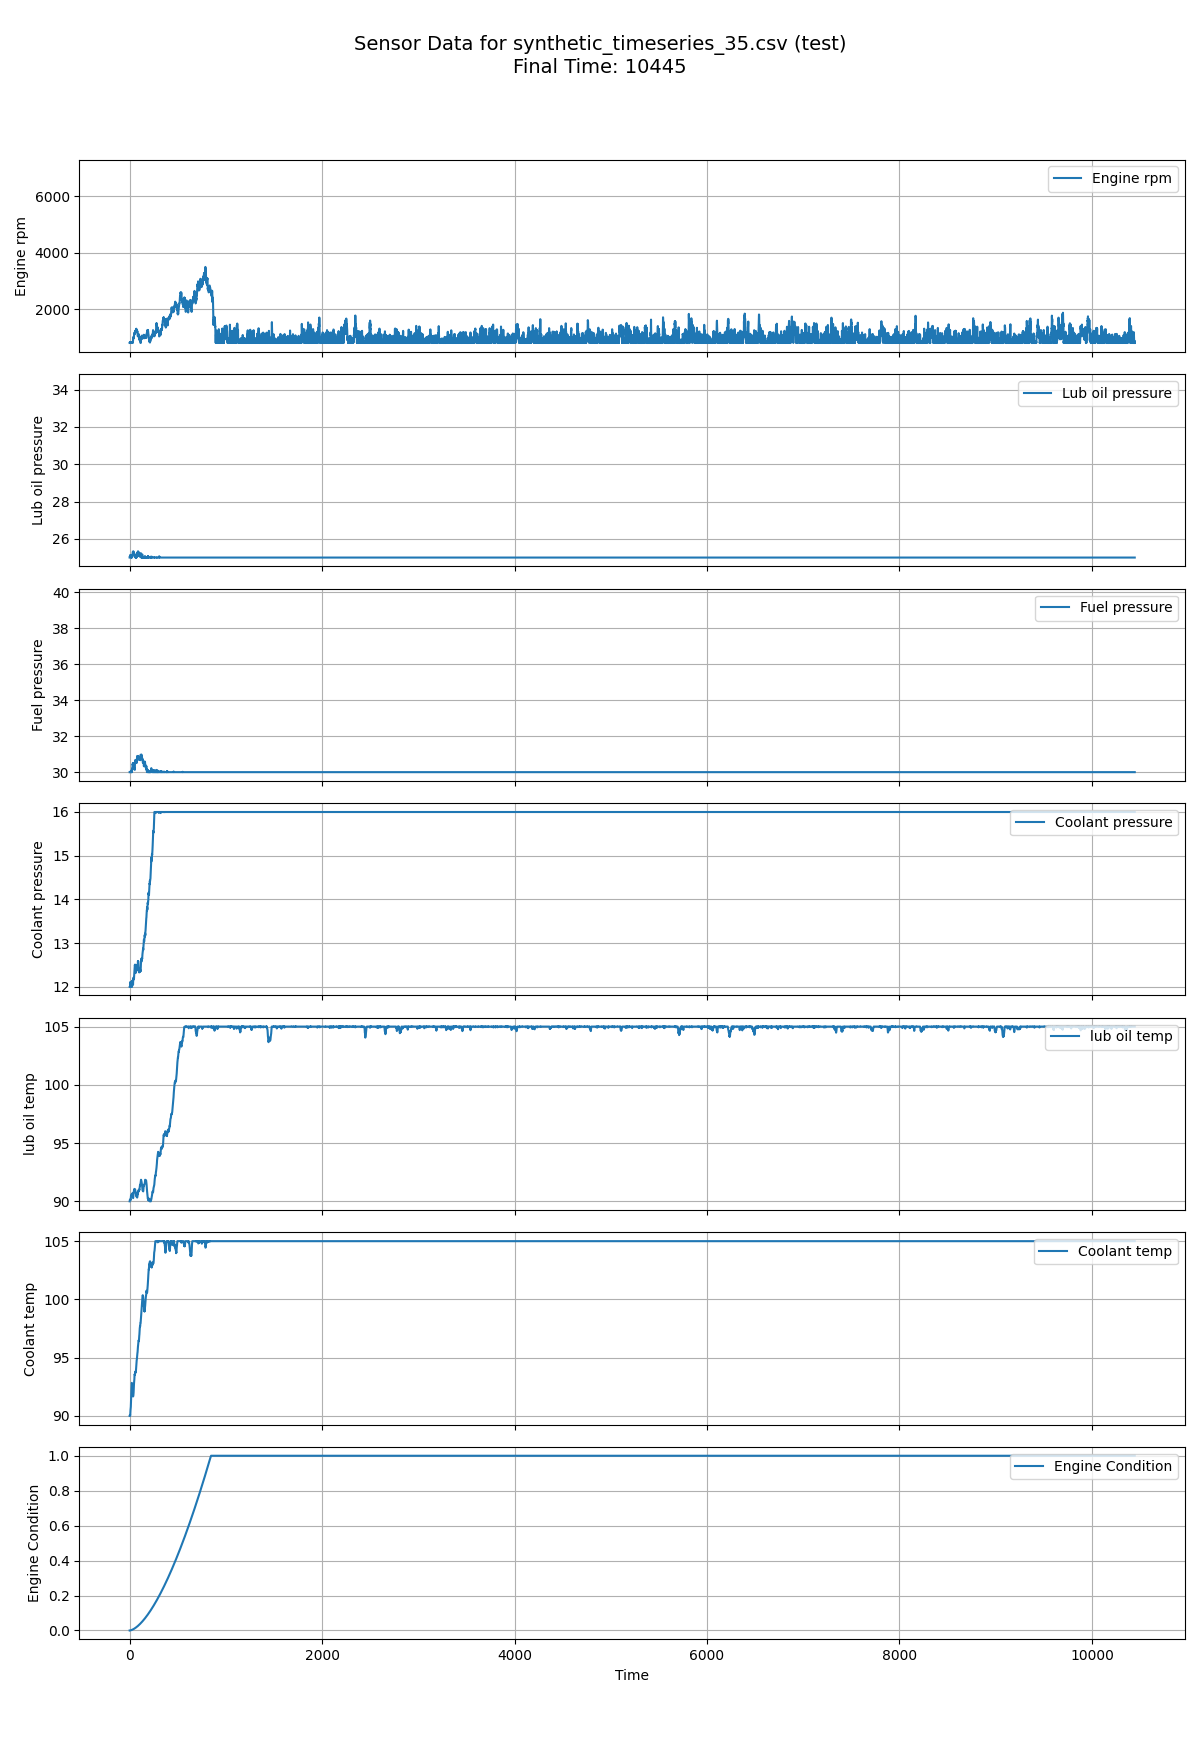 Sensor Data for synthetic_timeseries_35.csv (test)
Final Time: 10445
Engine rpm
6000
4000
2000
Engine rpm
Lub oil pressure
34
32
30
28
26
Lub oil pressure
Fuel pressure
40
38
36
34
32
30
Fuel pressure
Coolant pressure
16
15
14
13
12
Coolant pressure
lub oil temp
105
100
95
90
lub oil temp
Coolant temp
105
100
95
90
Coolant temp
Engine Condition
1.0
0.8
0.6
0.4
0.2
0.0
Engine Condition
0 2000 4000 6000 8000 10000
Time